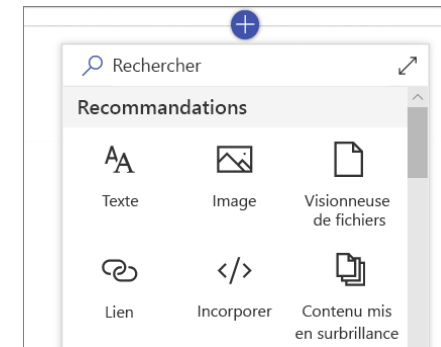 Rechercher
Recommandations
Texte
Image
Visionneuse
de fichiers
Lien
Incorporer
Contenu mis
en surbrillance